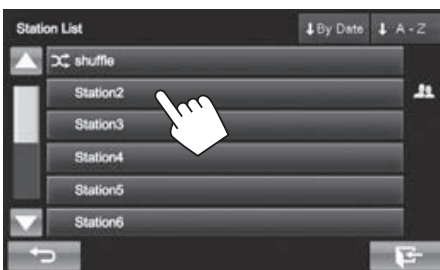 Station List ↓By Date ↓ A - Z
shuffle
Station2
Station3
Station4
Station5
Station6